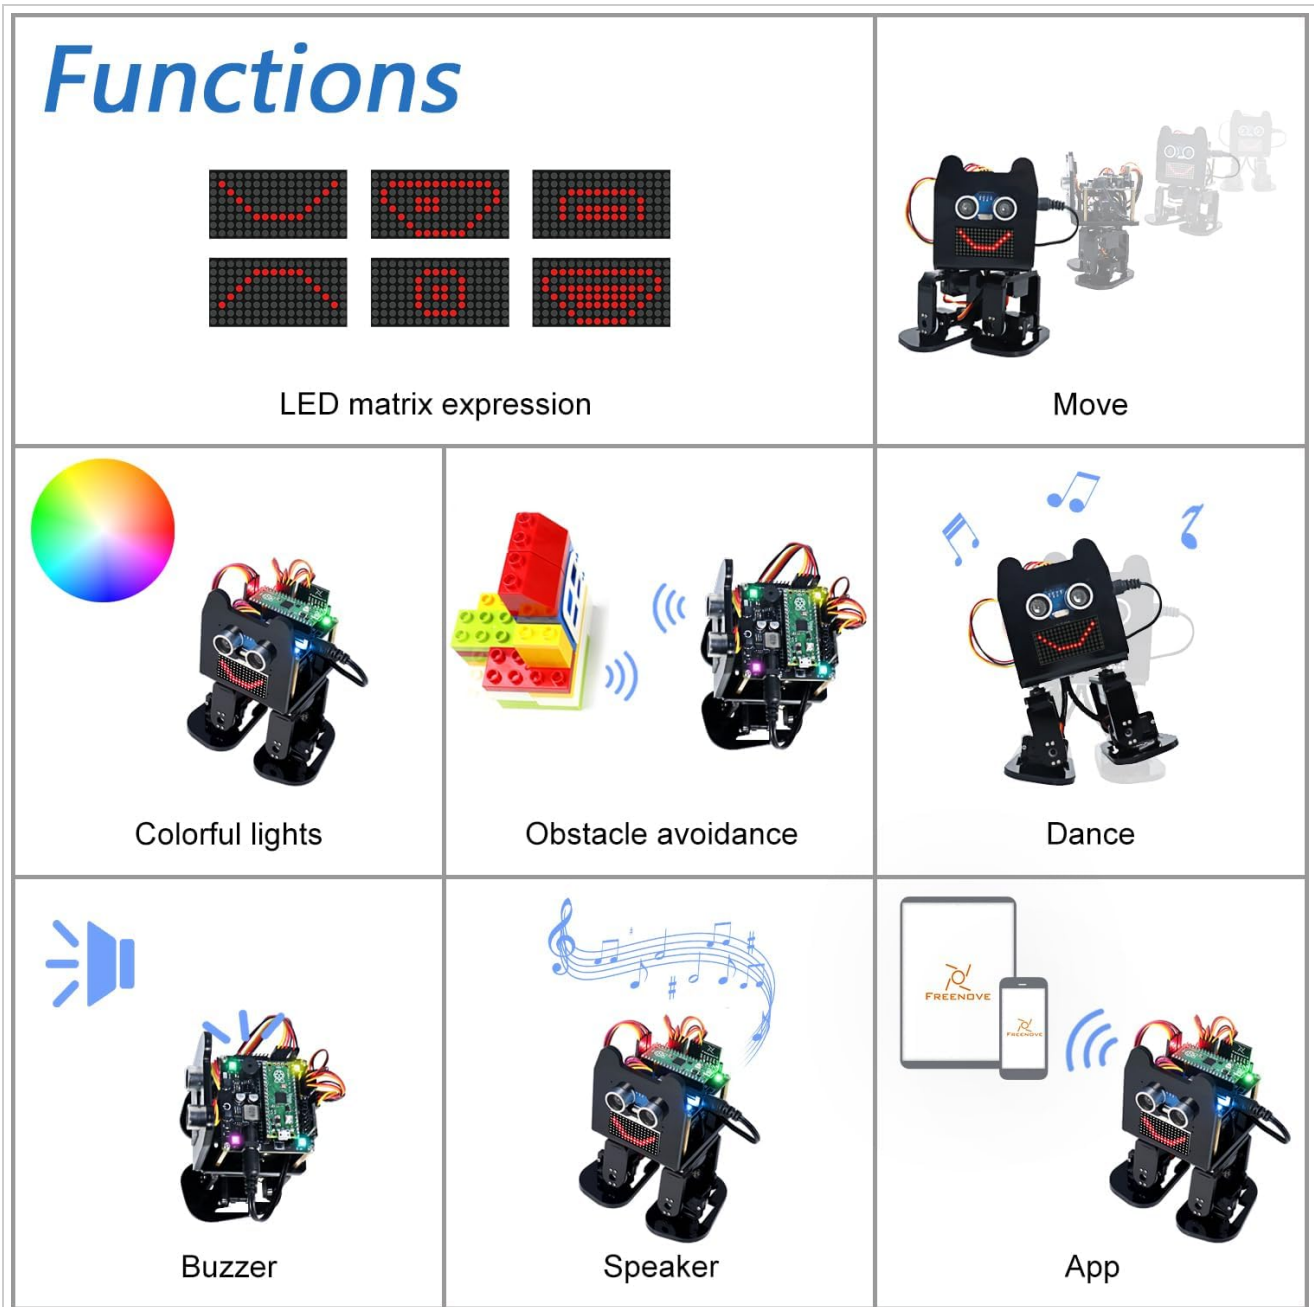 Functions
LED matrix expression
Move
Colorful lights
Obstacle avoidance
Dance
FREENOVE
FREENOVE
Buzzer
Speaker
App